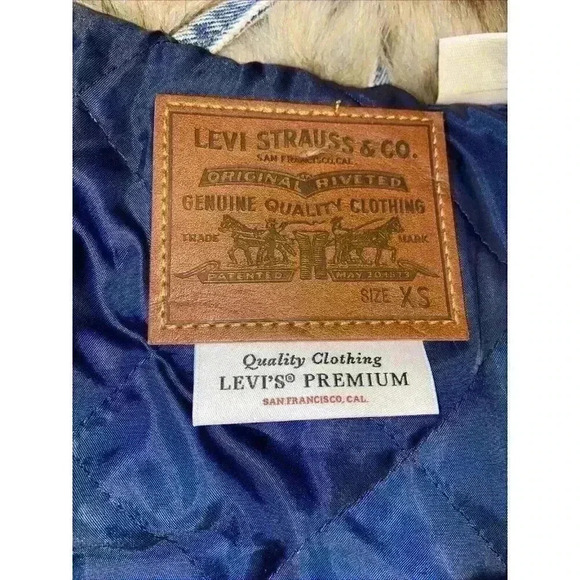 LEVI STRAUSS & CO.
SAN FRANCISCO, CAL.
ORIGINAL RIVETED
GENUINE QUALITY CLOTHING
TRADE MARK
PATENTED MAY 20 1873
SIZE XS
Quality Clothing
LEVI'S® PREMIUM
SAN FRANCISCO, CAL.